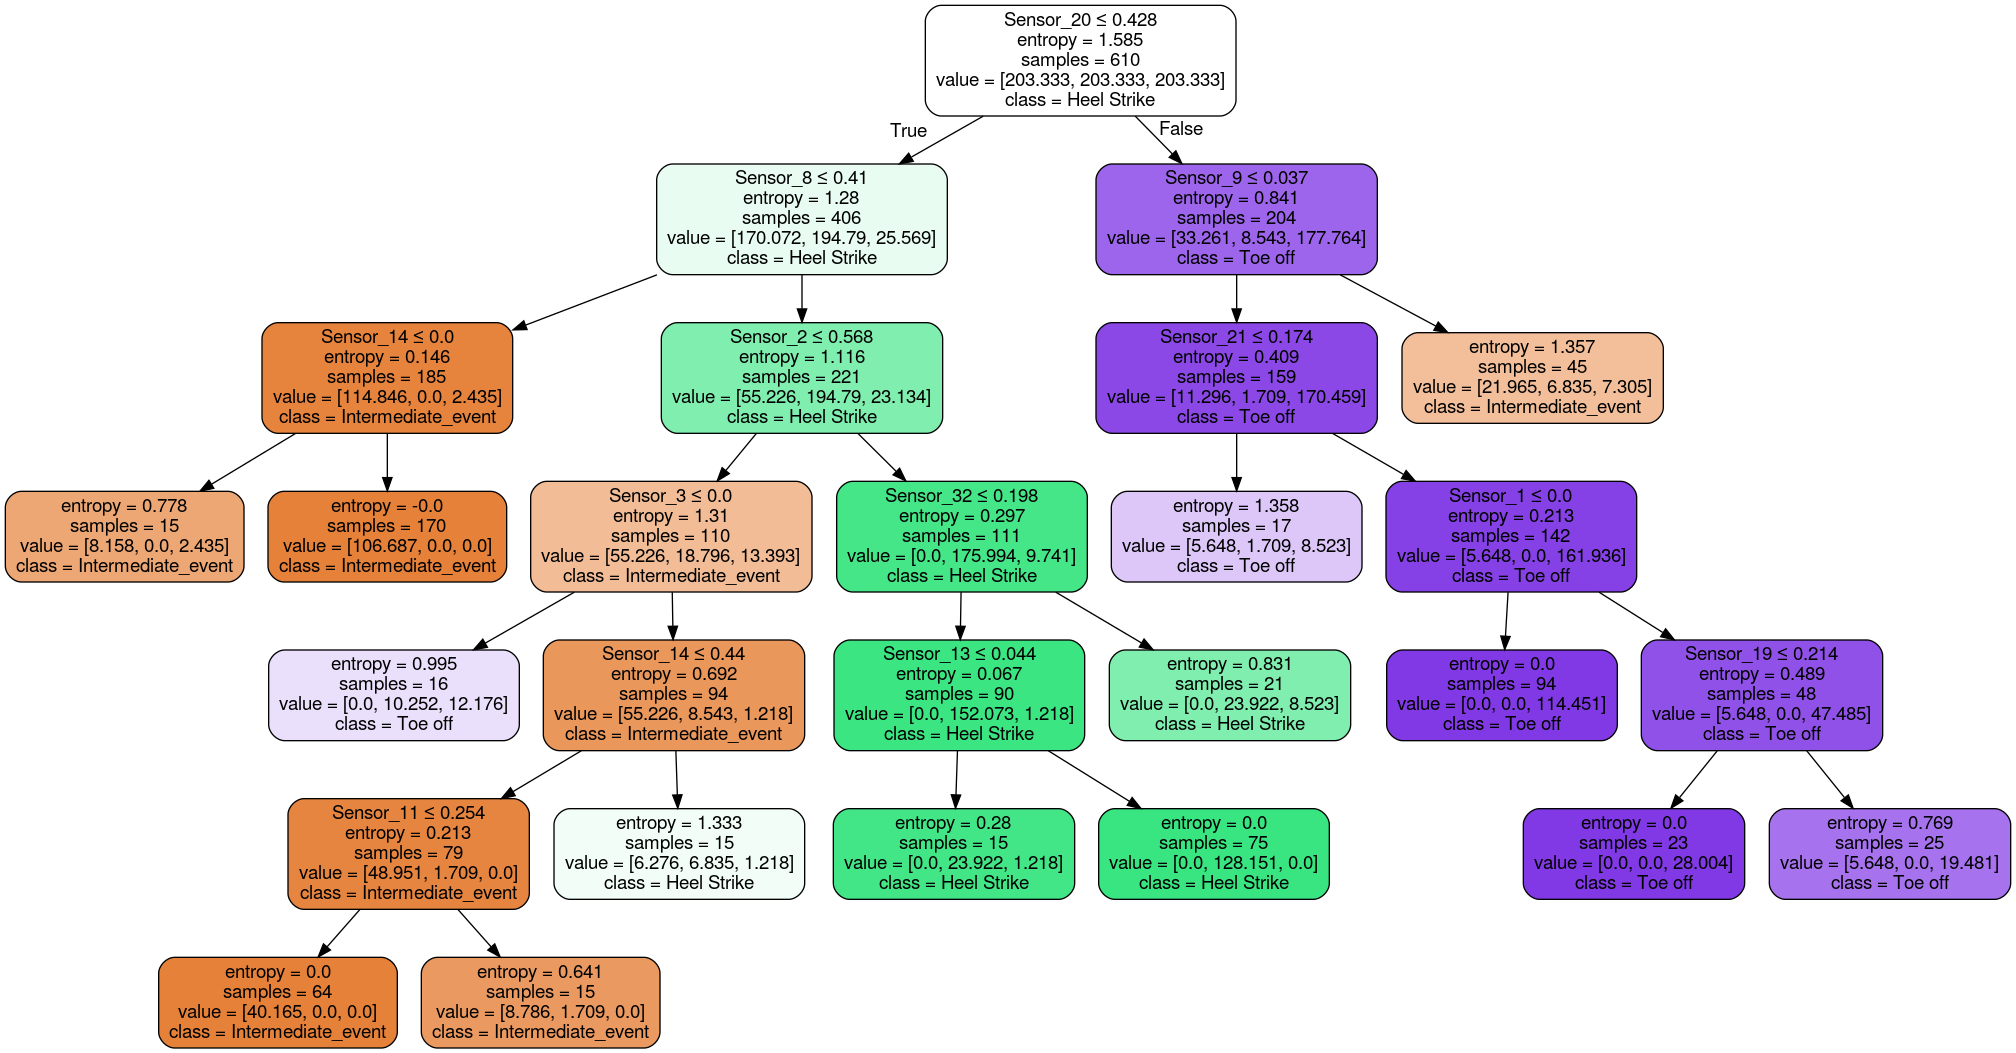 Sensor_20 ≤ 0.428
entropy = 1.585
samples = 610
value = [203.333, 203.333, 203.333]
class = Heel Strike
True
False
Sensor_8 ≤ 0.41
entropy = 1.28
samples = 406
value = [170.072, 194.79, 25.569]
class = Heel Strike
Sensor_9 ≤ 0.037
entropy = 0.841
samples = 204
value = [33.261, 8.543, 177.764]
class = Toe off
Sensor_14 ≤ 0.0
entropy = 0.146
samples = 185
value = [114.846, 0.0, 2.435]
class = Intermediate_event
Sensor_2 ≤ 0.568
entropy = 1.116
samples = 221
value = [55.226, 194.79, 23.134]
class = Heel Strike
Sensor_21 ≤ 0.174
entropy = 0.409
samples = 159
value = [11.296, 1.709, 170.459]
class = Toe off
entropy = 1.357
samples = 45
value = [21.965, 6.835, 7.305]
class = Intermediate_event
entropy = 0.778
samples = 15
value = [8.158, 0.0, 2.435]
class = Intermediate_event
entropy = -0.0
samples = 170
value = [106.687, 0.0, 0.0]
class = Intermediate_event
Sensor_3 ≤ 0.0
entropy = 1.31
samples = 110
value = [55.226, 18.796, 13.393]
class = Intermediate_event
Sensor_32 ≤ 0.198
entropy = 0.297
samples = 111
value = [0.0, 175.994, 9.741]
class = Heel Strike
entropy = 1.358
samples = 17
value = [5.648, 1.709, 8.523]
class = Toe off
Sensor_1 ≤ 0.0
entropy = 0.213
samples = 142
value = [5.648, 0.0, 161.936]
class = Toe off
entropy = 0.995
samples = 16
value = [0.0, 10.252, 12.176]
class = Toe off
Sensor_14 ≤ 0.44
entropy = 0.692
samples = 94
value = [55.226, 8.543, 1.218]
class = Intermediate_event
Sensor_13 ≤ 0.044
entropy = 0.067
samples = 90
value = [0.0, 152.073, 1.218]
class = Heel Strike
entropy = 0.831
samples = 21
value = [0.0, 23.922, 8.523]
class = Heel Strike
entropy = 0.0
samples = 94
value = [0.0, 0.0, 114.451]
class = Toe off
Sensor_19 ≤ 0.214
entropy = 0.489
samples = 48
value = [5.648, 0.0, 47.485]
class = Toe off
Sensor_11 ≤ 0.254
entropy = 0.213
samples = 79
value = [48.951, 1.709, 0.0]
class = Intermediate_event
entropy = 1.333
samples = 15
value = [6.276, 6.835, 1.218]
class = Heel Strike
entropy = 0.28
samples = 15
value = [0.0, 23.922, 1.218]
class = Heel Strike
entropy = 0.0
samples = 75
value = [0.0, 128.151, 0.0]
class = Heel Strike
entropy = 0.0
samples = 23
value = [0.0, 0.0, 28.004]
class = Toe off
entropy = 0.769
samples = 25
value = [5.648, 0.0, 19.481]
class = Toe off
entropy = 0.0
samples = 64
value = [40.165, 0.0, 0.0]
class = Intermediate_event
entropy = 0.641
samples = 15
value = [8.786, 1.709, 0.0]
class = Intermediate_event